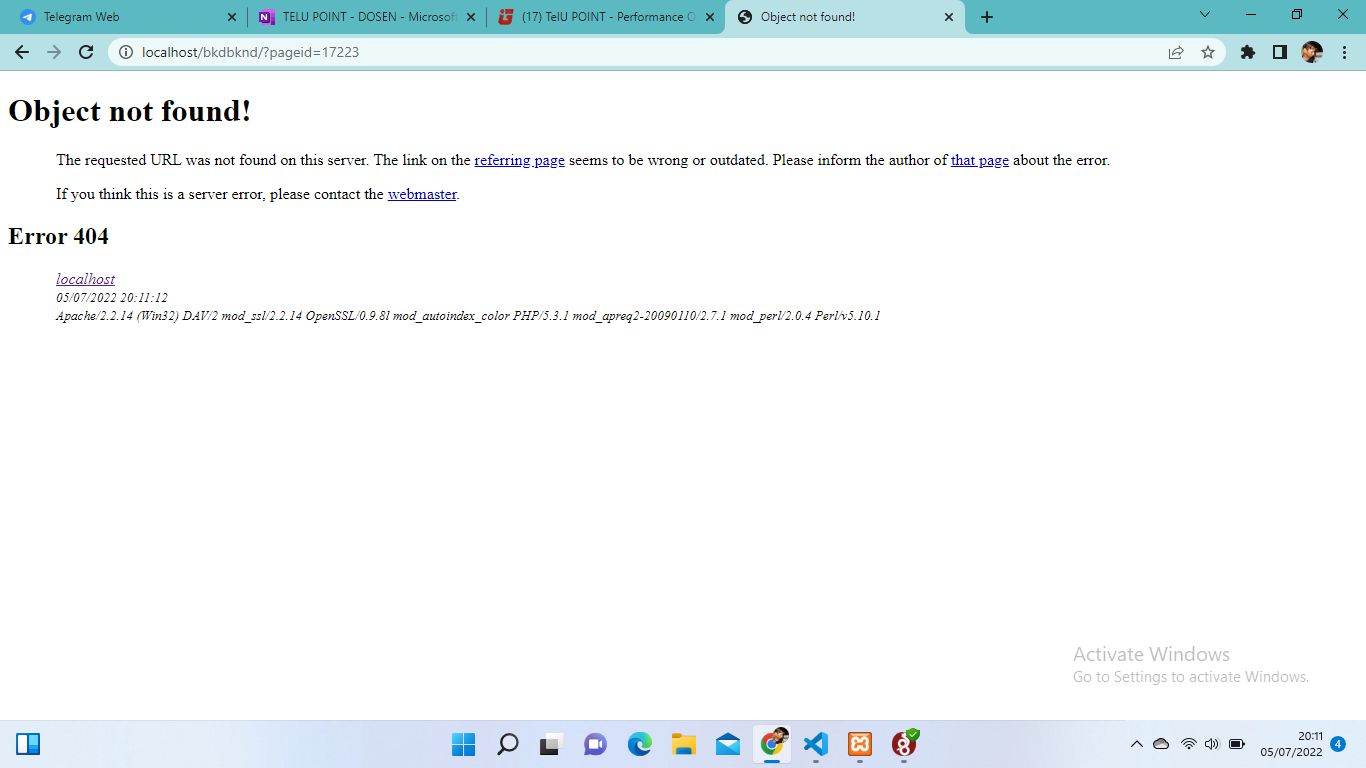 Telegram Web
TELU POINT - DOSEN - Microsoft
(17) TelU POINT - Performance O
Object not found!
localhost/bkdbknd/?pageid=17223
Object not found!
The requested URL was not found on this server. The link on the referring page seems to be wrong or outdated. Please inform the author of that page about the error.
If you think this is a server error, please contact the webmaster.
Error 404
localhost
05/07/2022 20:11:12
Apache/2.2.14 (Win32) DAV/2 mod_ssl/2.2.14 OpenSSL/0.9.8l mod_autoindex_color PHP/5.3.1 mod_apreq2-20090110/2.7.1 mod_perl/2.0.4 Perl/v5.10.1
Activate Windows
Go to Settings to activate Windows.
20:11
05/07/2022
4